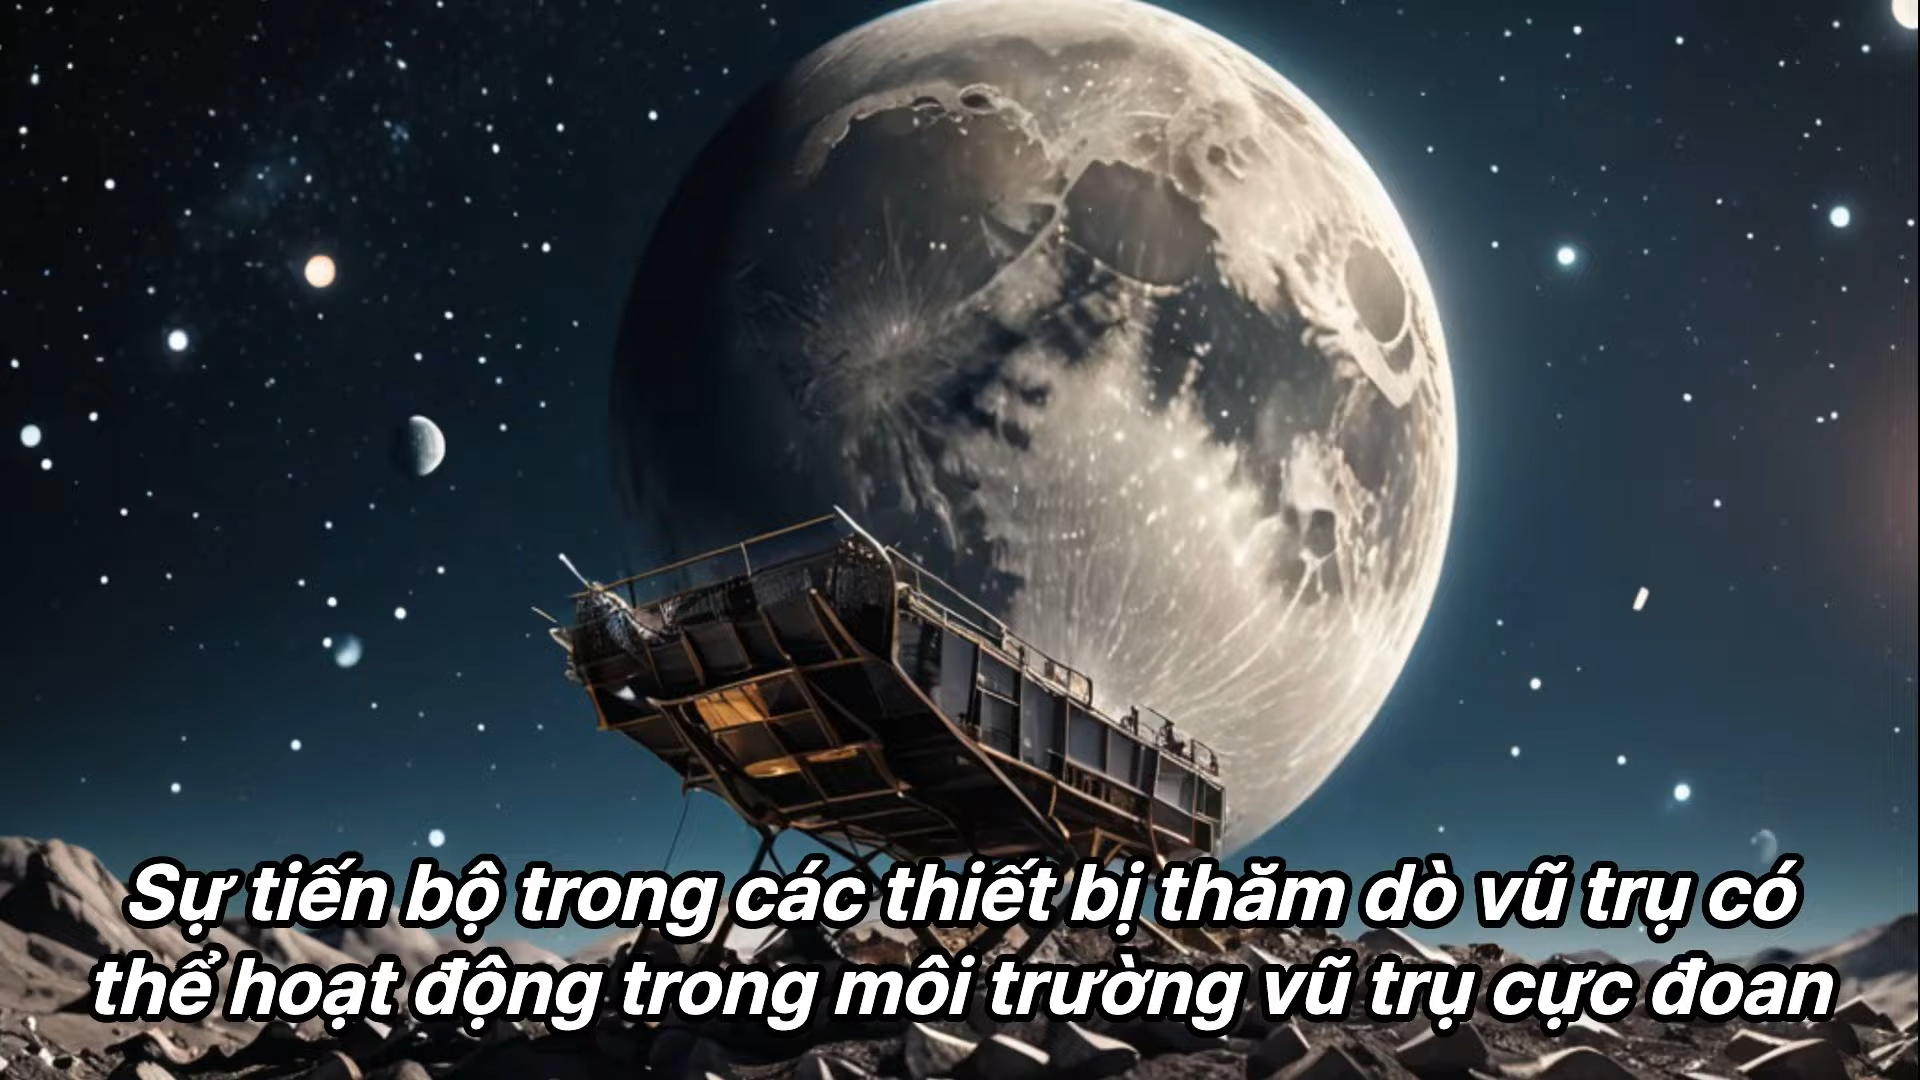 Sự tiến bộ trong các thiết bị thăm dò vũ trụ có
thể hoạt động trong môi trường vũ trụ cực đoan